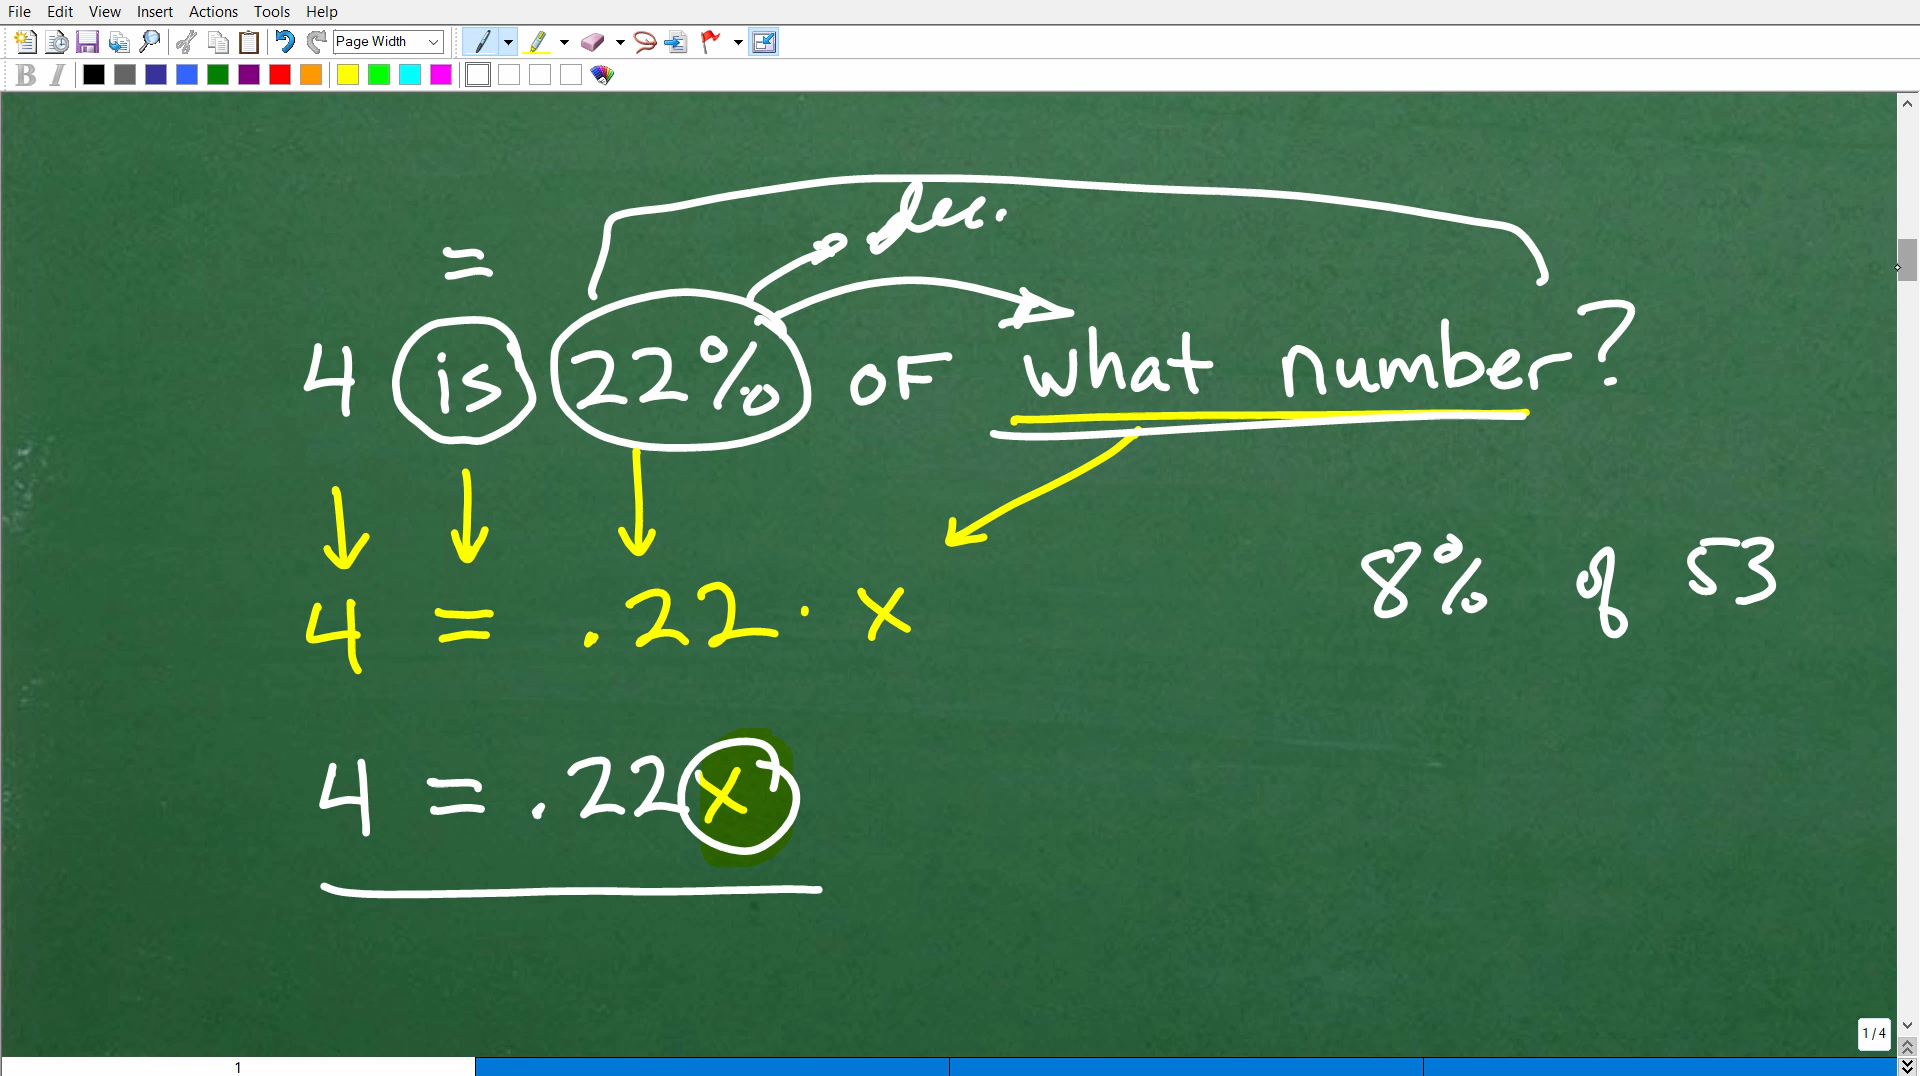 File Edit View Insert Actions Tools Help
Page Width
B I
dec.
=
4 is 22% of what number?
4 = .22 · x
8% of 53
4 = .22x
1 / 4
1